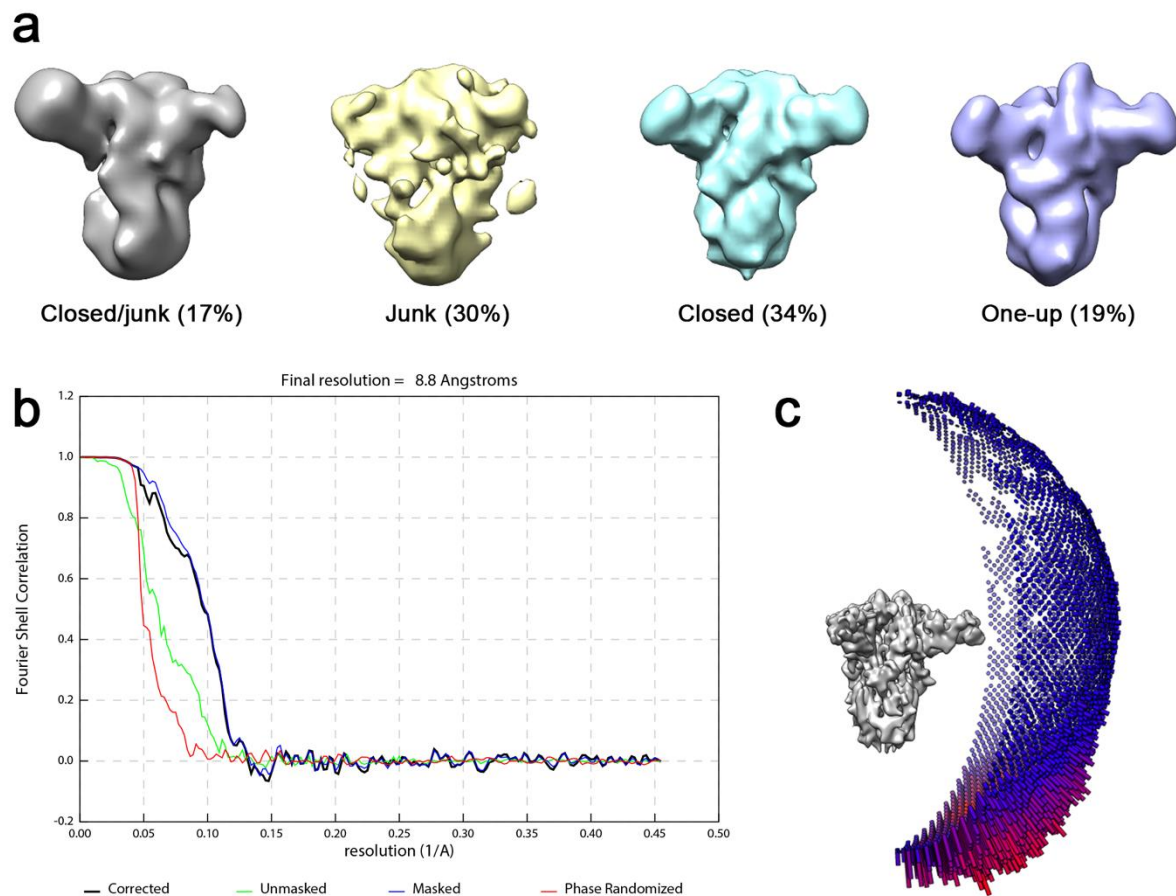 a
Closed/junk (17%)
Junk (30%)
Closed (34%)
One-up (19%)
b
Final resolution = 8.8 Angstroms
Fourier Shell Correlation
1.2
1.0
0.8
0.6
0.4
0.2
0.0
-0.2
0.00
0.05
0.10
0.15
0.20
0.25
0.30
0.35
0.40
0.45
0.50
resolution (1/A)
Corrected
Unmasked
Masked
Phase Randomized
c